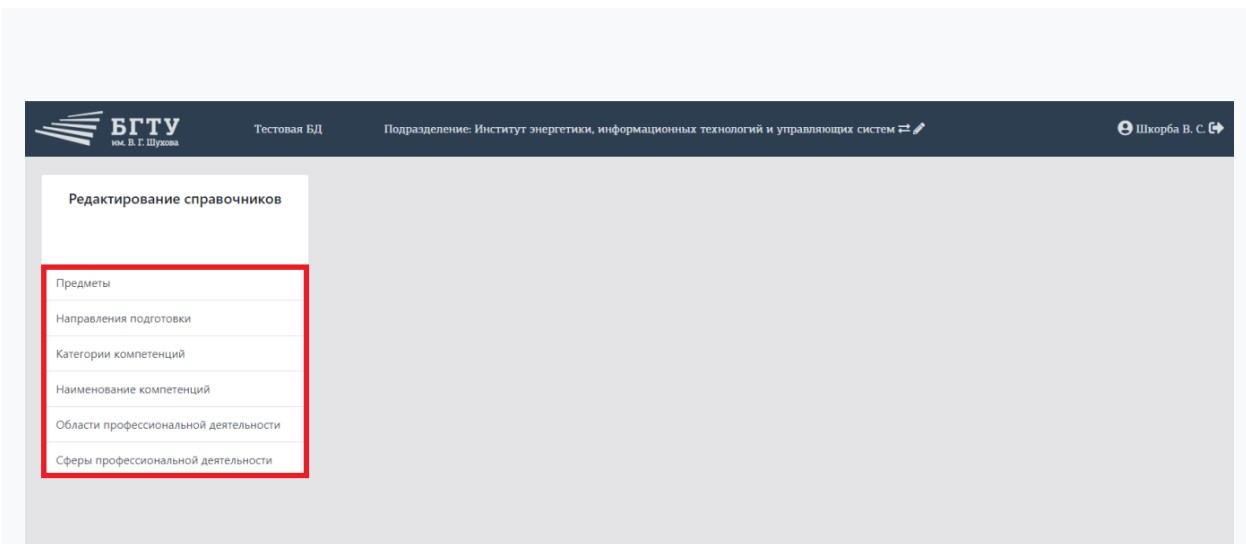 БГТУ
им. В. Г. Шухова
Тестовая БД
Подразделение: Институт энергетики, информационных технологий и управляющих систем
Шкорба В. С.
Редактирование справочников
Предметы
Направления подготовки
Категории компетенций
Наименование компетенций
Области профессиональной деятельности
Сферы профессиональной деятельности